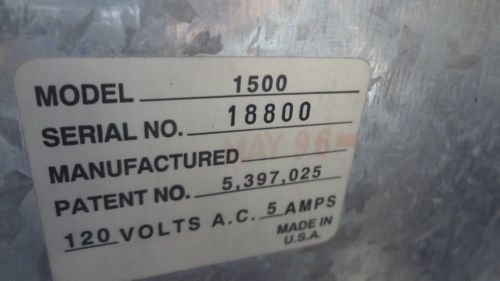 MODEL 1500
SERIAL NO. 18800
MANUFACTURED MAY 96
PATENT NO. 5,397,025
120 VOLTS A.C. 5 AMPS
MADE IN
U.S.A.